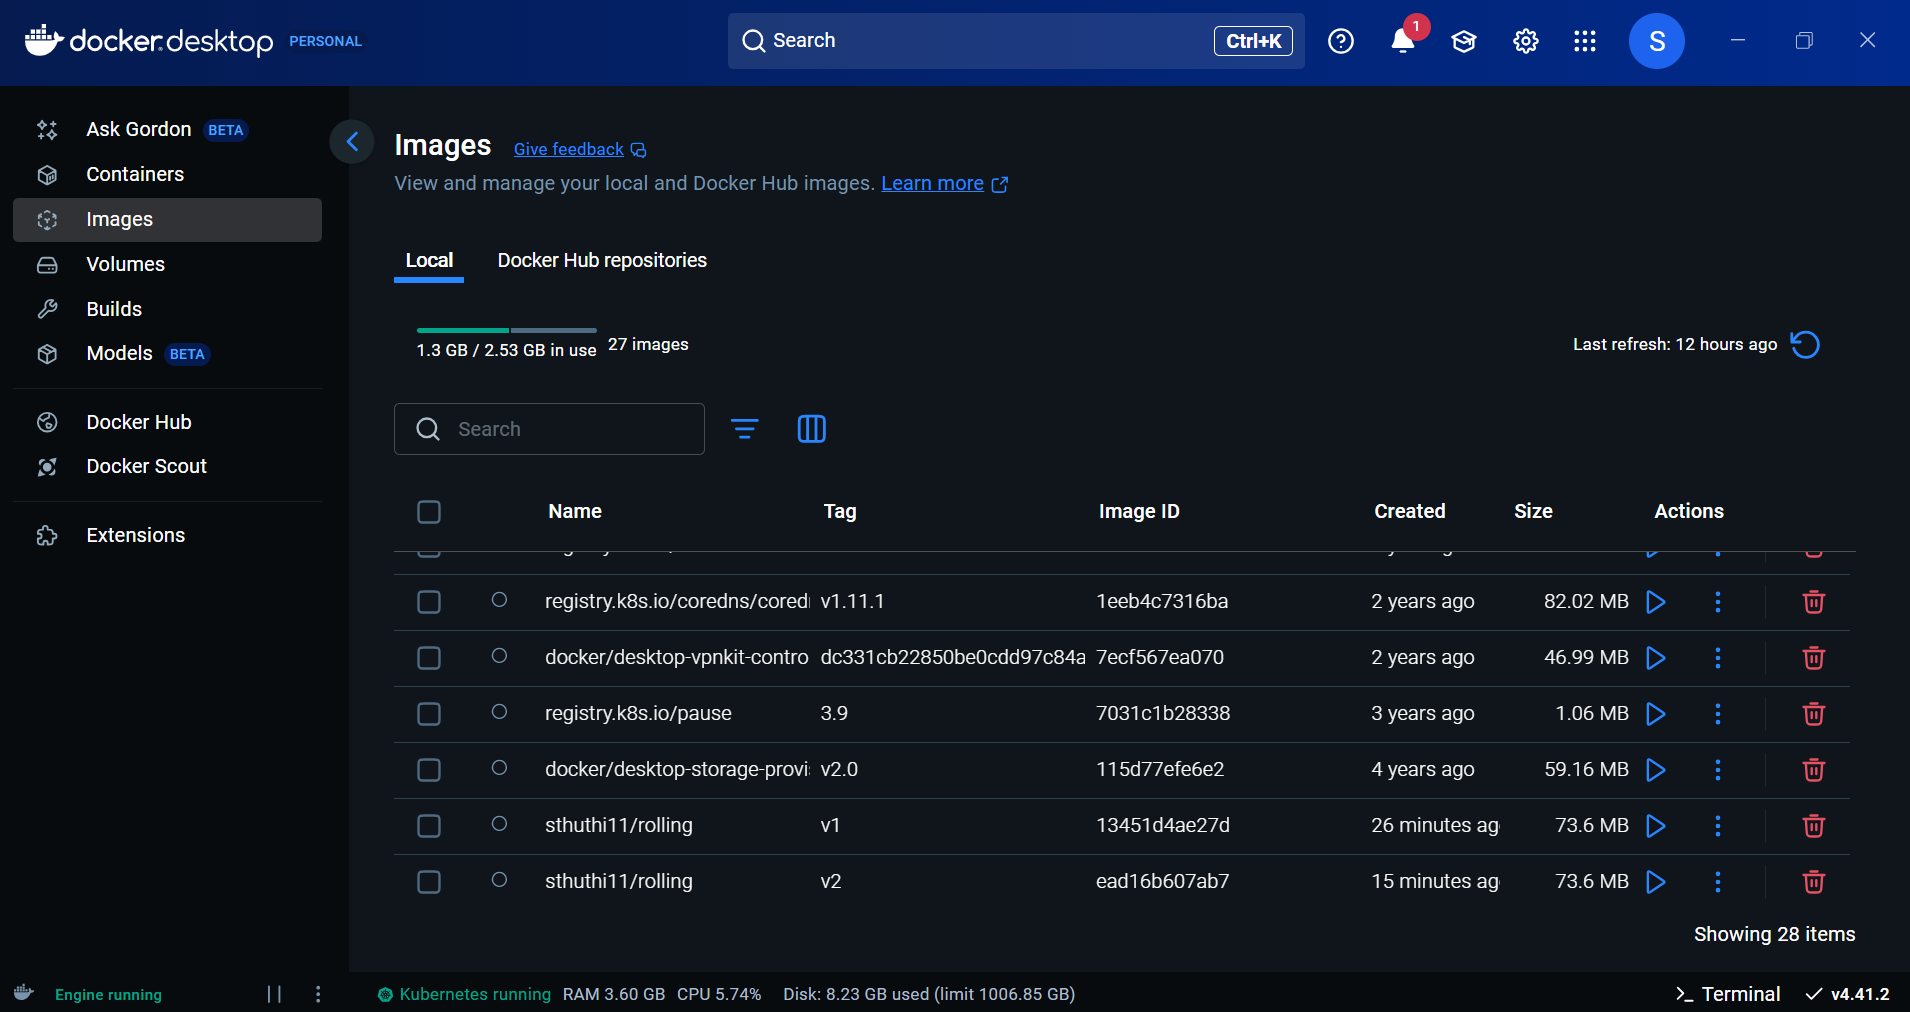 docker.desktop PERSONAL
Search Ctrl+K
1
S
Ask Gordon BETA
Containers
Images
Volumes
Builds
Models BETA
Docker Hub
Docker Scout
Extensions
Images Give feedback
View and manage your local and Docker Hub images. Learn more
Local Docker Hub repositories
1.3 GB / 2.53 GB in use 27 images
Last refresh: 12 hours ago
Search
Name Tag Image ID Created Size Actions
registry.k8s.io/coredns/cored v1.11.1 1eeb4c7316ba 2 years ago 82.02 MB
docker/desktop-vpnkit-contro dc331cb22850be0cdd97c84a 7ecf567ea070 2 years ago 46.99 MB
registry.k8s.io/pause 3.9 7031c1b28338 3 years ago 1.06 MB
docker/desktop-storage-provi v2.0 115d77efe6e2 4 years ago 59.16 MB
sthuthi11/rolling v1 13451d4ae27d 26 minutes ag 73.6 MB
sthuthi11/rolling v2 ead16b607ab7 15 minutes ag 73.6 MB
Showing 28 items
Engine running
Kubernetes running RAM 3.60 GB CPU 5.74% Disk: 8.23 GB used (limit 1006.85 GB)
Terminal v4.41.2